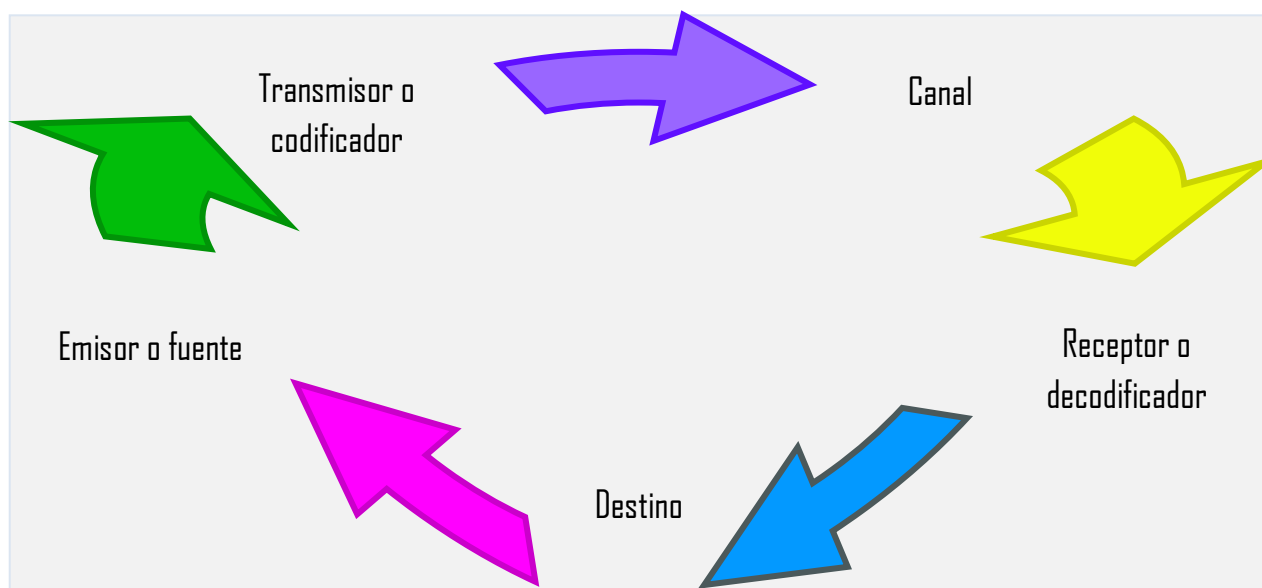 Transmisor o
codificador
Canal
Emisor o fuente
Receptor o
decodificador
Destino